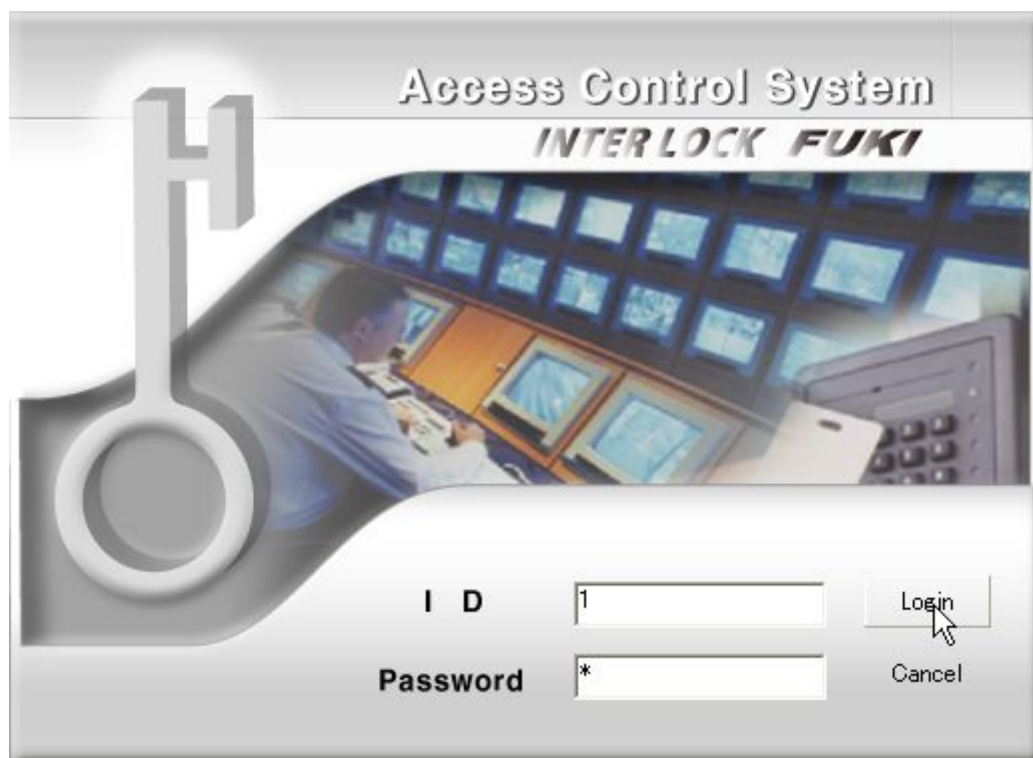 Access Control System
INTER LOCK FUKI
I D 1 Login
Password * Cancel